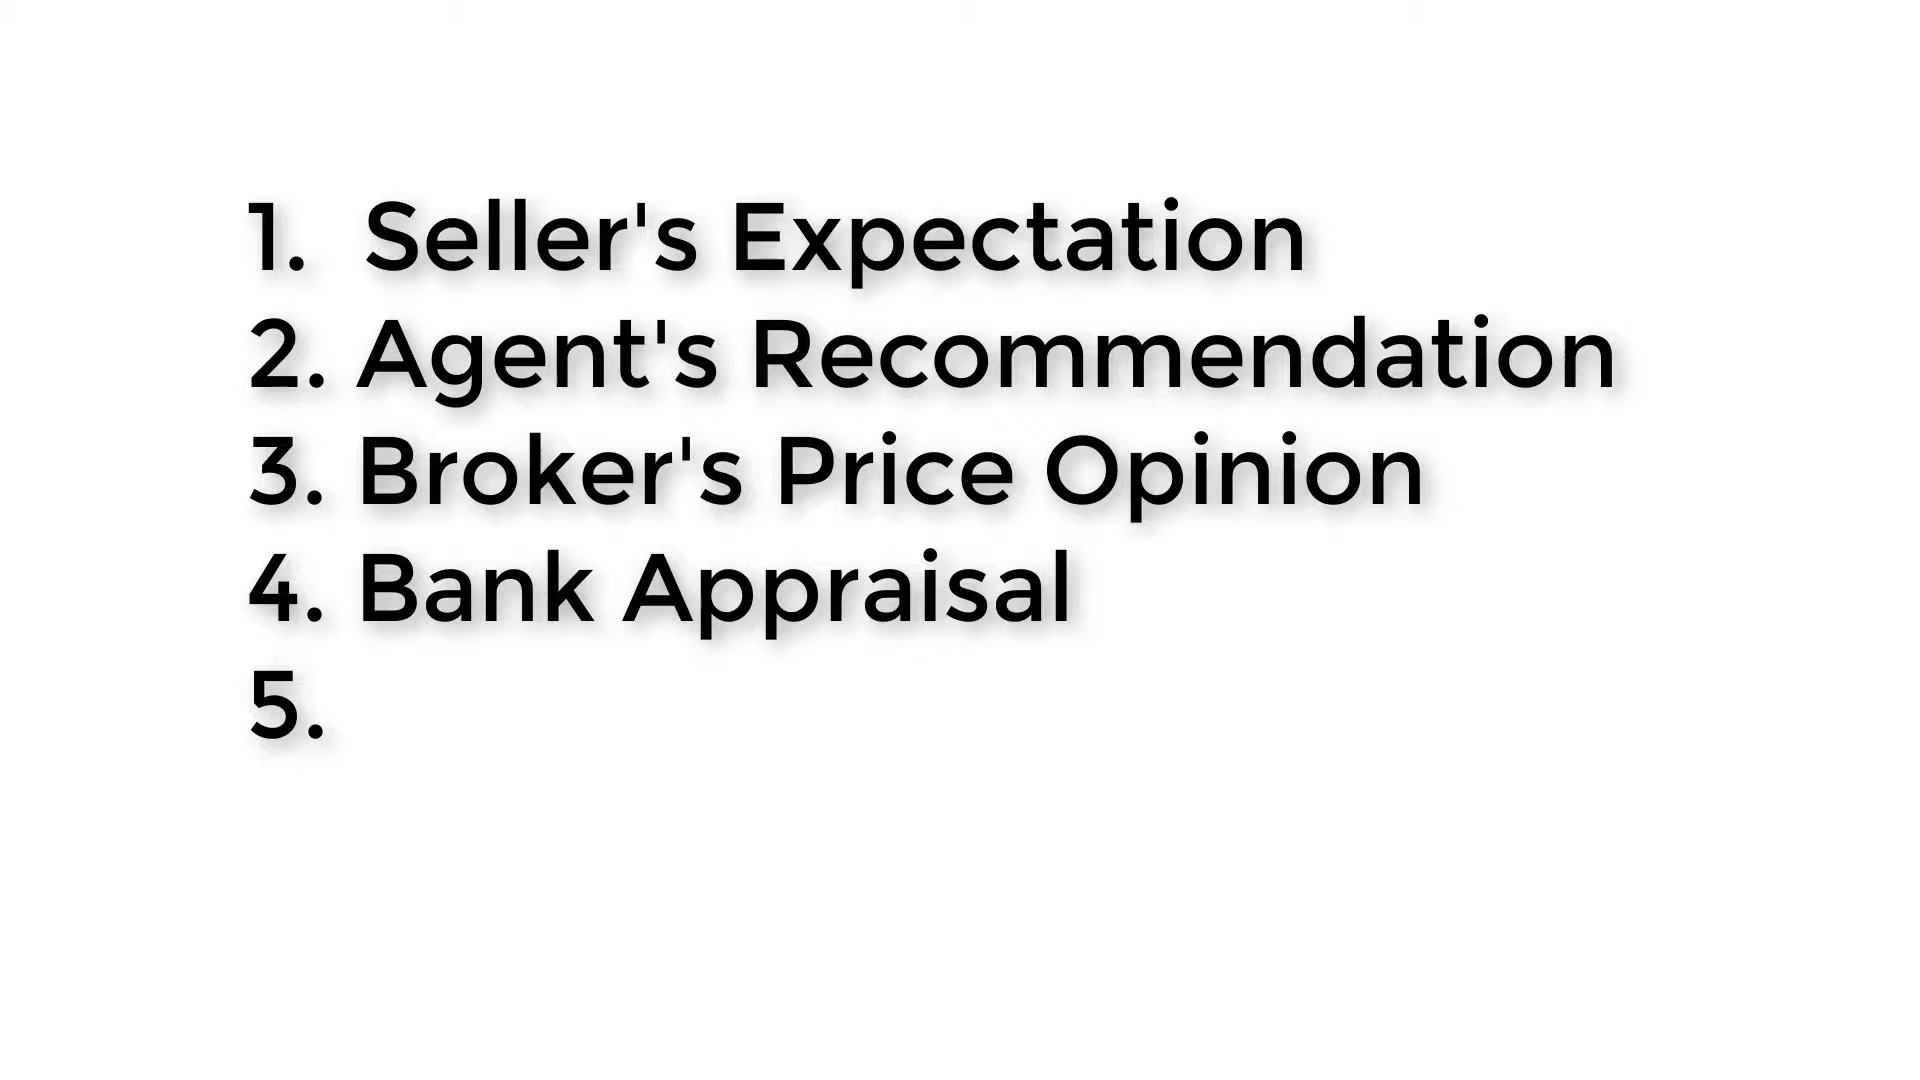 1. Seller's Expectation
2. Agent's Recommendation
3. Broker's Price Opinion
4. Bank Appraisal
5.